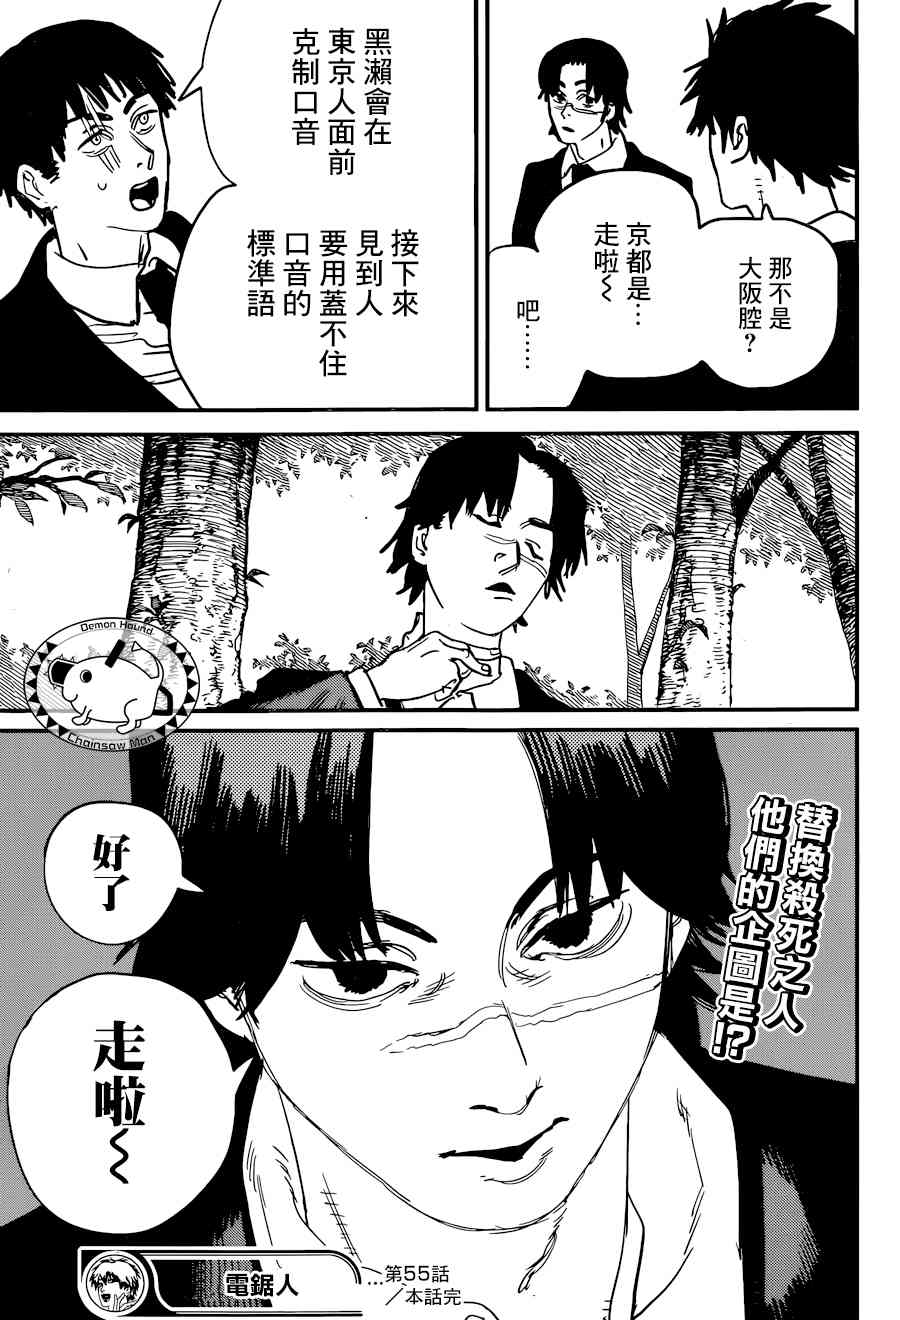 那不是
大阪腔？
京都是…
走啦～
吧……
黑瀨會在
東京人面前
克制口音
接下來
見到人
要用蓋不住
口音的
標準語
Demon Hound
Chainsaw Man
替換殺死之人
他們的企圖是!?
好了
走啦～
電鋸人
…第55話
／本話完